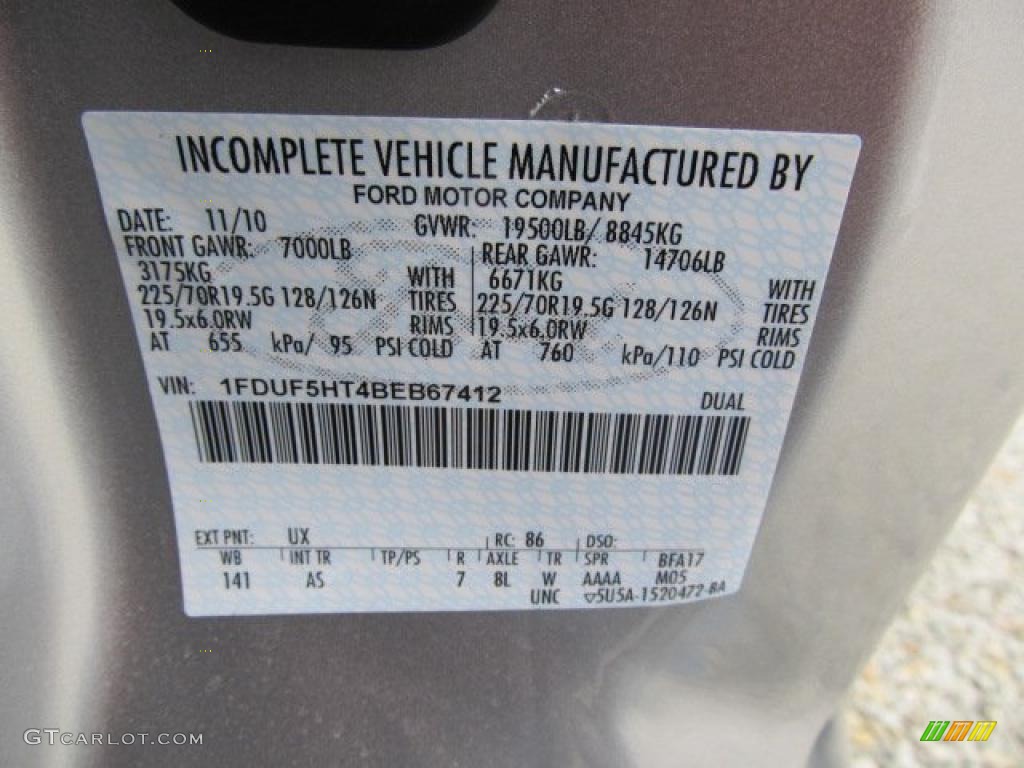 INCOMPLETE VEHICLE MANUFACTURED BY
FORD MOTOR COMPANY
DATE: 11/10 GVWR: 19500LB/ 8845KG
FRONT GAWR: 7000LB REAR GAWR: 14706LB
3175KG WITH 6671KG WITH
225/70R19.5G 128/126N TIRES 225/70R19.5G 128/126N TIRES
19.5x6.0RW RIMS 19.5x6.0RW RIMS
AT 655 kPa/ 95 PSI COLD AT 760 kPa/110 PSI COLD
VIN: 1FDUF5HT4BEB67412 DUAL
EXT PNT: UX RC: 86 DSO:
WB INT TR TP/PS R AXLE TR SPR BFA17
141 AS 7 8L W AAAA M05
UNC ▽5U5A-1520472-BA
GTCARLOT.COM